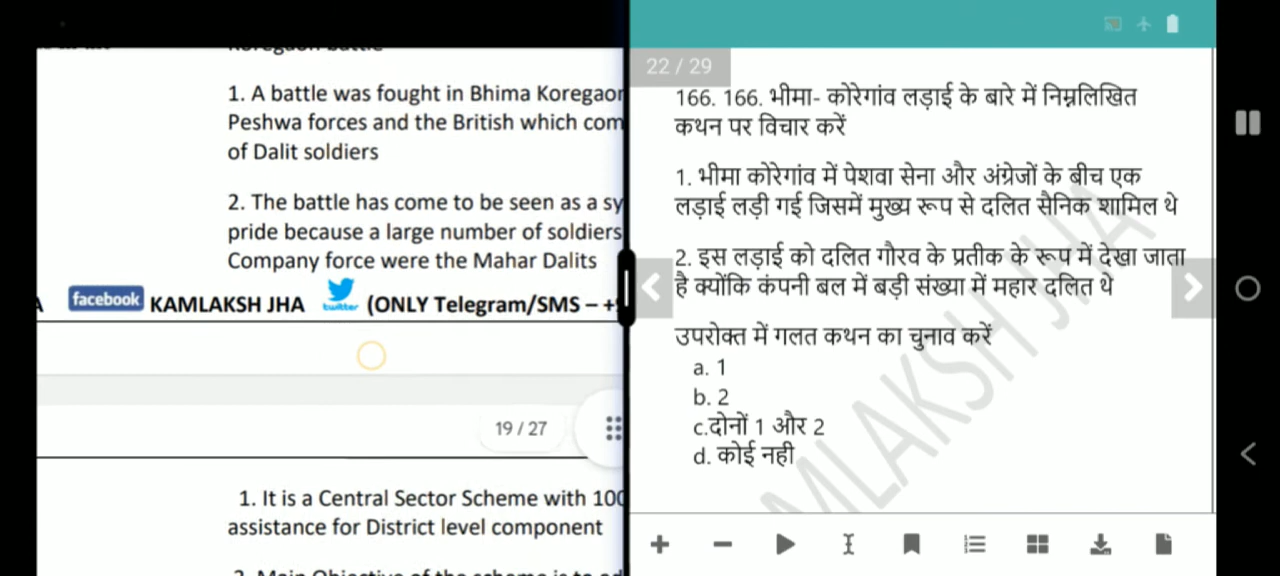 1. A battle was fought in Bhima Koregaon
Peshwa forces and the British which com
of Dalit soldiers
2. The battle has come to be seen as a sy
pride because a large number of soldiers
Company force were the Mahar Dalits
facebook KAMLAKSH JHA twitter (ONLY Telegram/SMS – +
19 / 27
1. It is a Central Sector Scheme with 100
assistance for District level component
22 / 29
166. 166. भीमा- कोरेगांव लड़ाई के बारे में निम्नलिखित
कथन पर विचार करें
1. भीमा कोरेगांव में पेशवा सेना और अंग्रेजों के बीच एक
लड़ाई लड़ी गई जिसमें मुख्य रूप से दलित सैनिक शामिल थे
2. इस लड़ाई को दलित गौरव के प्रतीक के रूप में देखा जाता
है क्योंकि कंपनी बल में बड़ी संख्या में महार दलित थे
उपरोक्त में गलत कथन का चुनाव करें
a. 1
b. 2
c.दोनों 1 और 2
d. कोई नही
MLAKSH JHA